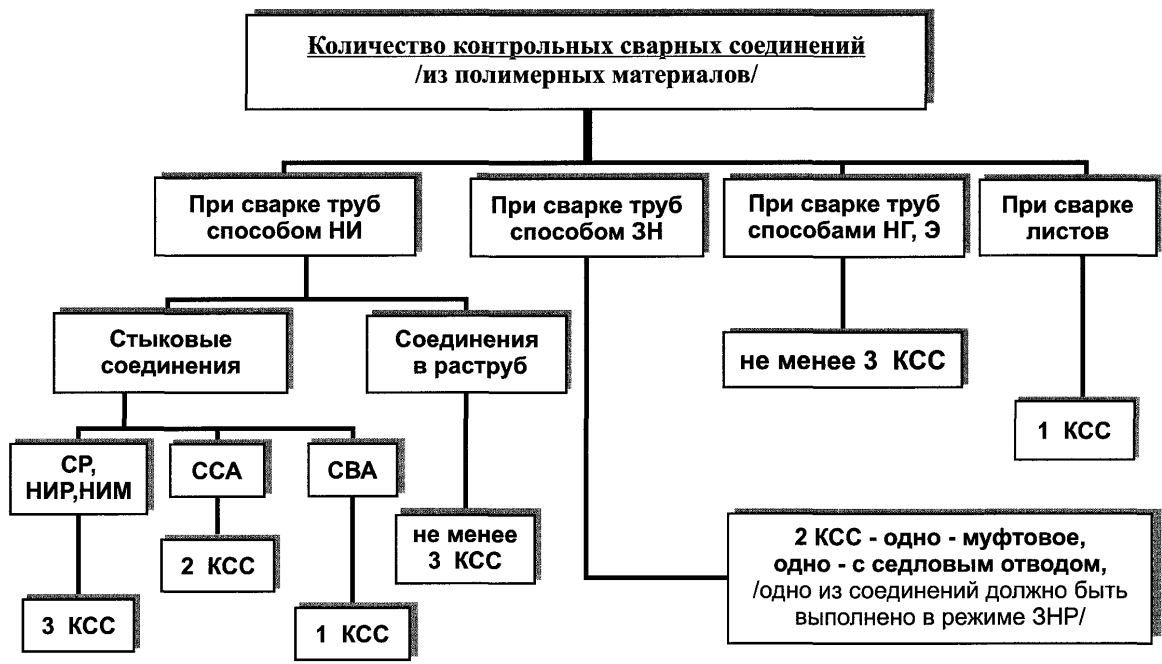 Количество контрольных сварных соединений
/из полимерных материалов/
При сварке труб
способом НИ
При сварке труб
способом ЗН
При сварке труб
способами НГ, Э
При сварке
листов
Стыковые
соединения
Соединения
в раструб
не менее 3 КСС
1 КСС
СР,
НИР,НИМ
ССА
СВА
не менее
3 КСС
2 КСС - одно - муфтовое,
одно - с седловым отводом,
/одно из соединений должно быть
выполнено в режиме ЗНР/
2 КСС
3 КСС
1 КСС